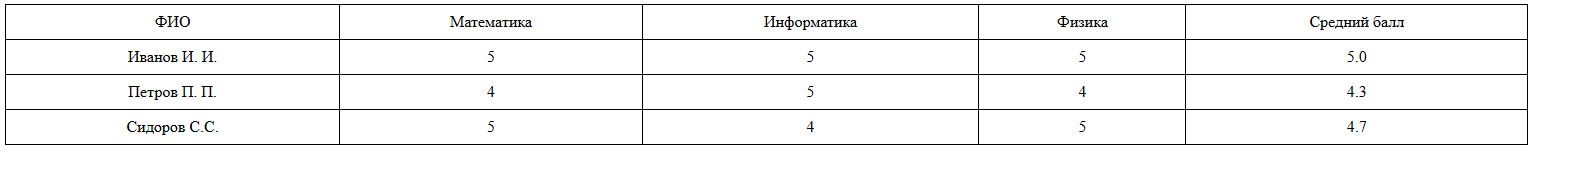 ФИО Математика Информатика Физика Средний балл
Иванов И. И. 5 5 5 5.0
Петров П. П. 4 5 4 4.3
Сидоров С.С. 5 4 5 4.7